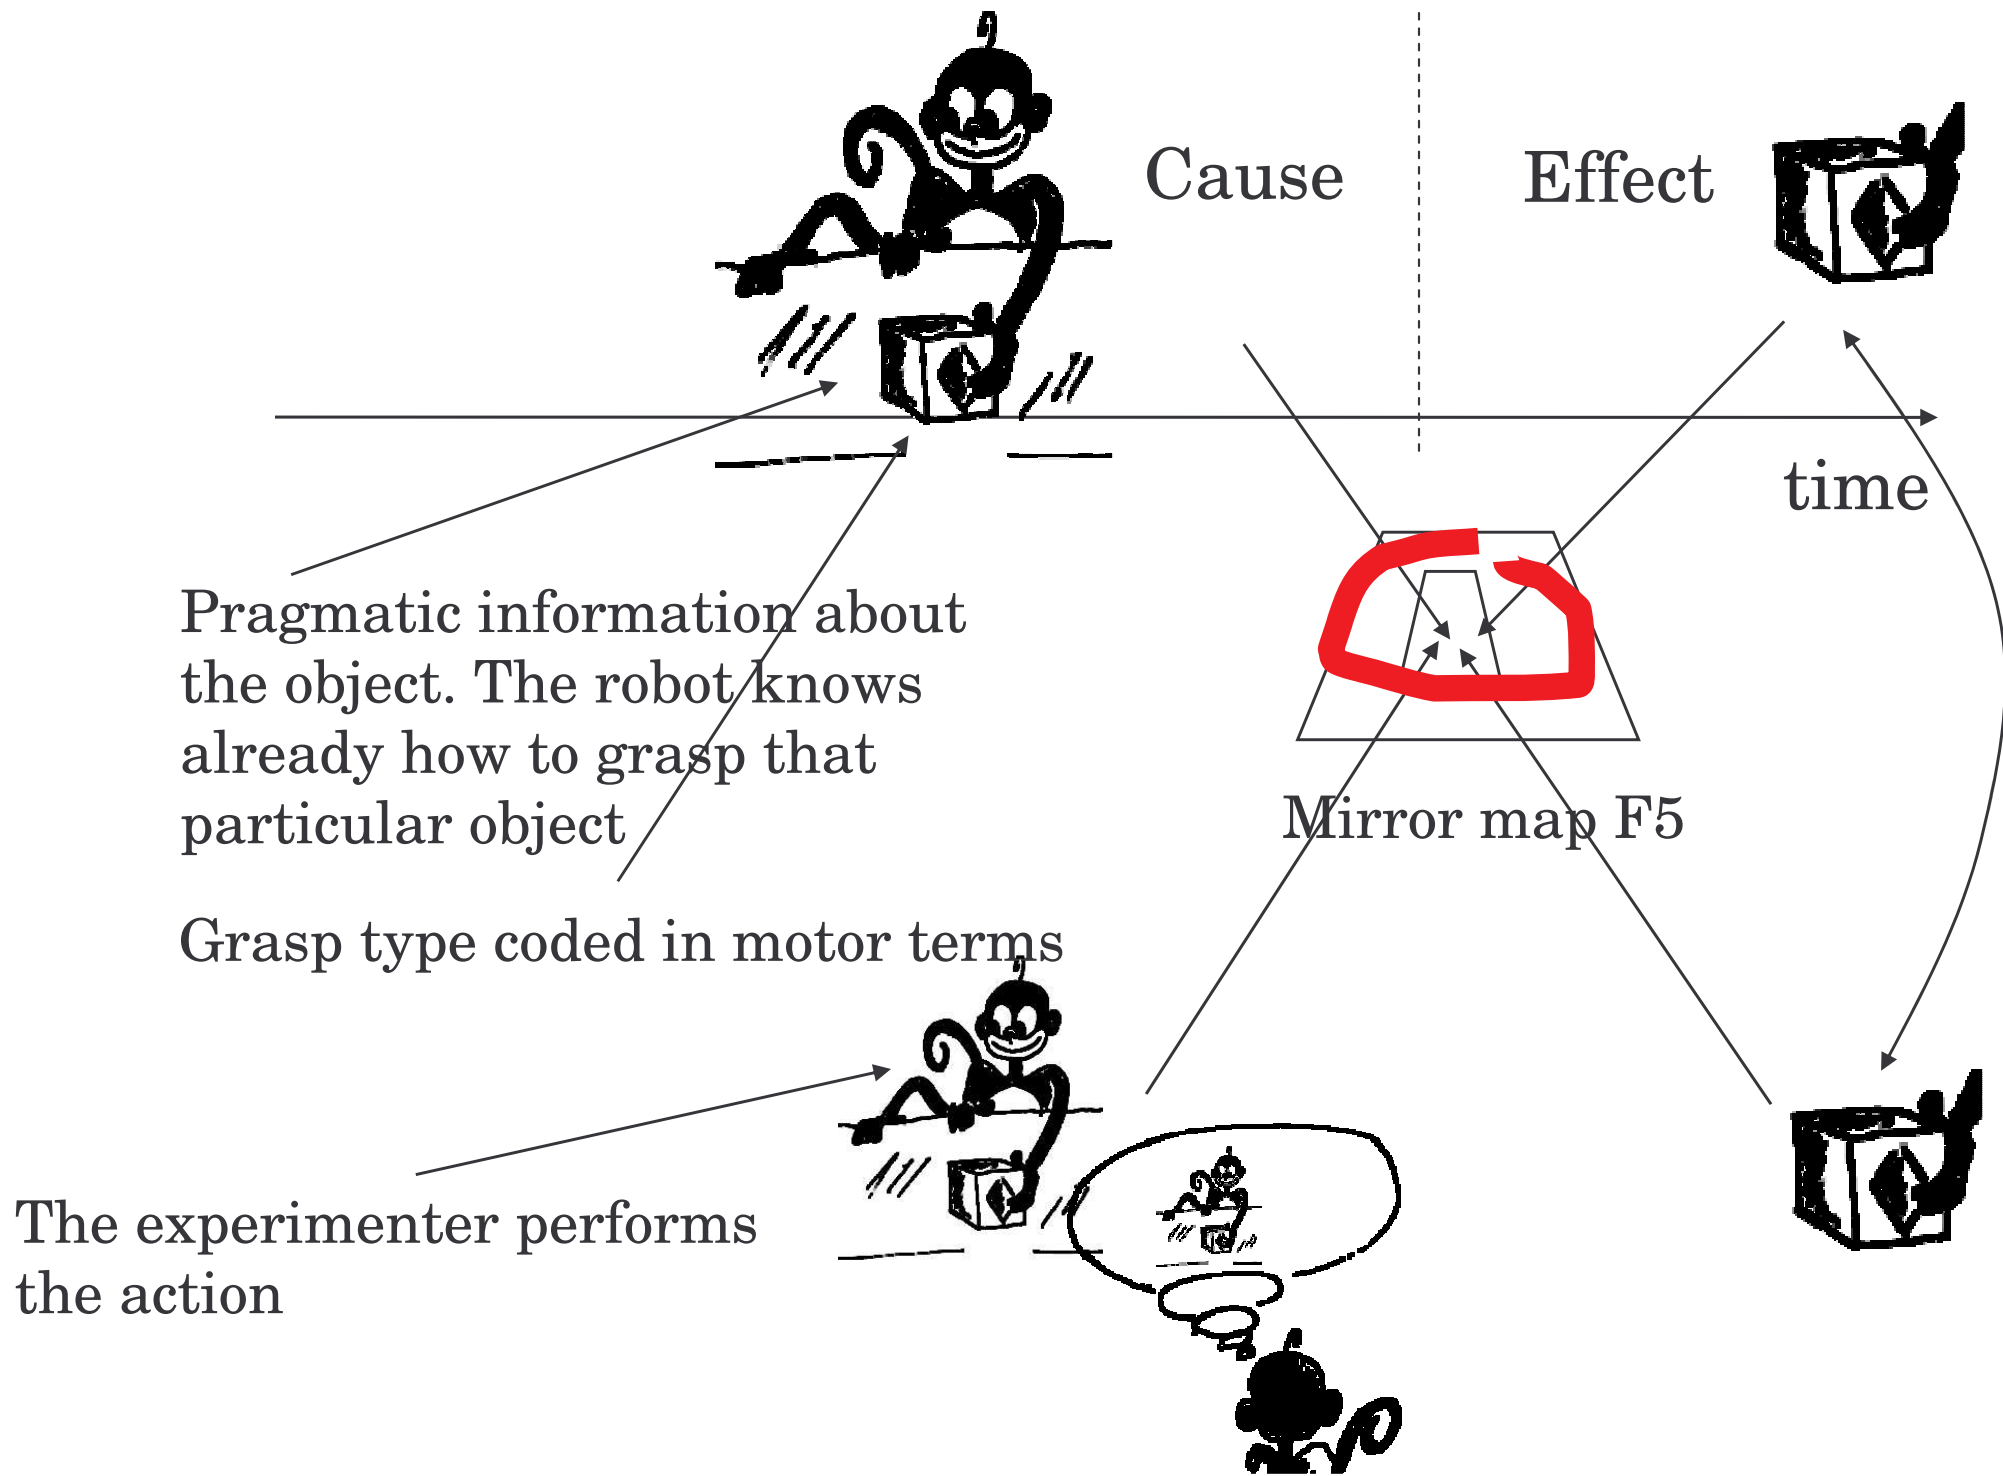 Cause
Effect
time
Pragmatic information about
the object. The robot knows
already how to grasp that
particular object
Mirror map F5
Grasp type coded in motor terms
The experimenter performs
the action